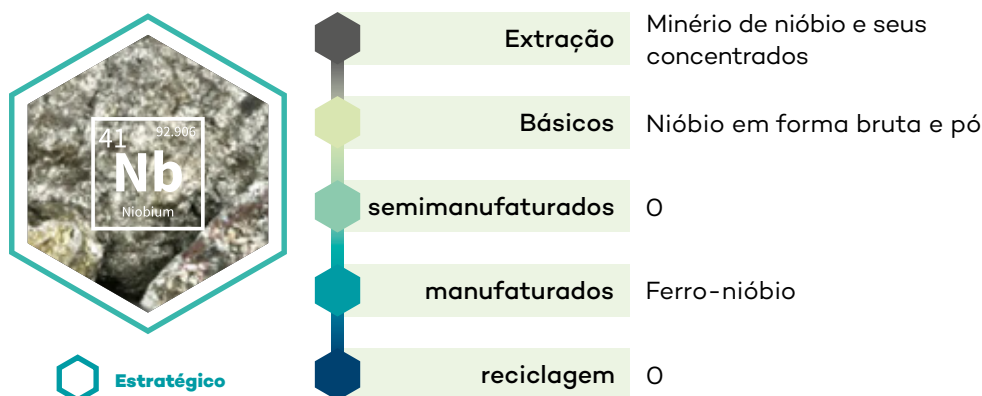 41
92.906
Nb
Niobium
Estratégico
Extração
Minério de nióbio e seus
concentrados
Básicos
Nióbio em forma bruta e pó
semimanufaturados
0
manufaturados
Ferro-nióbio
reciclagem
0